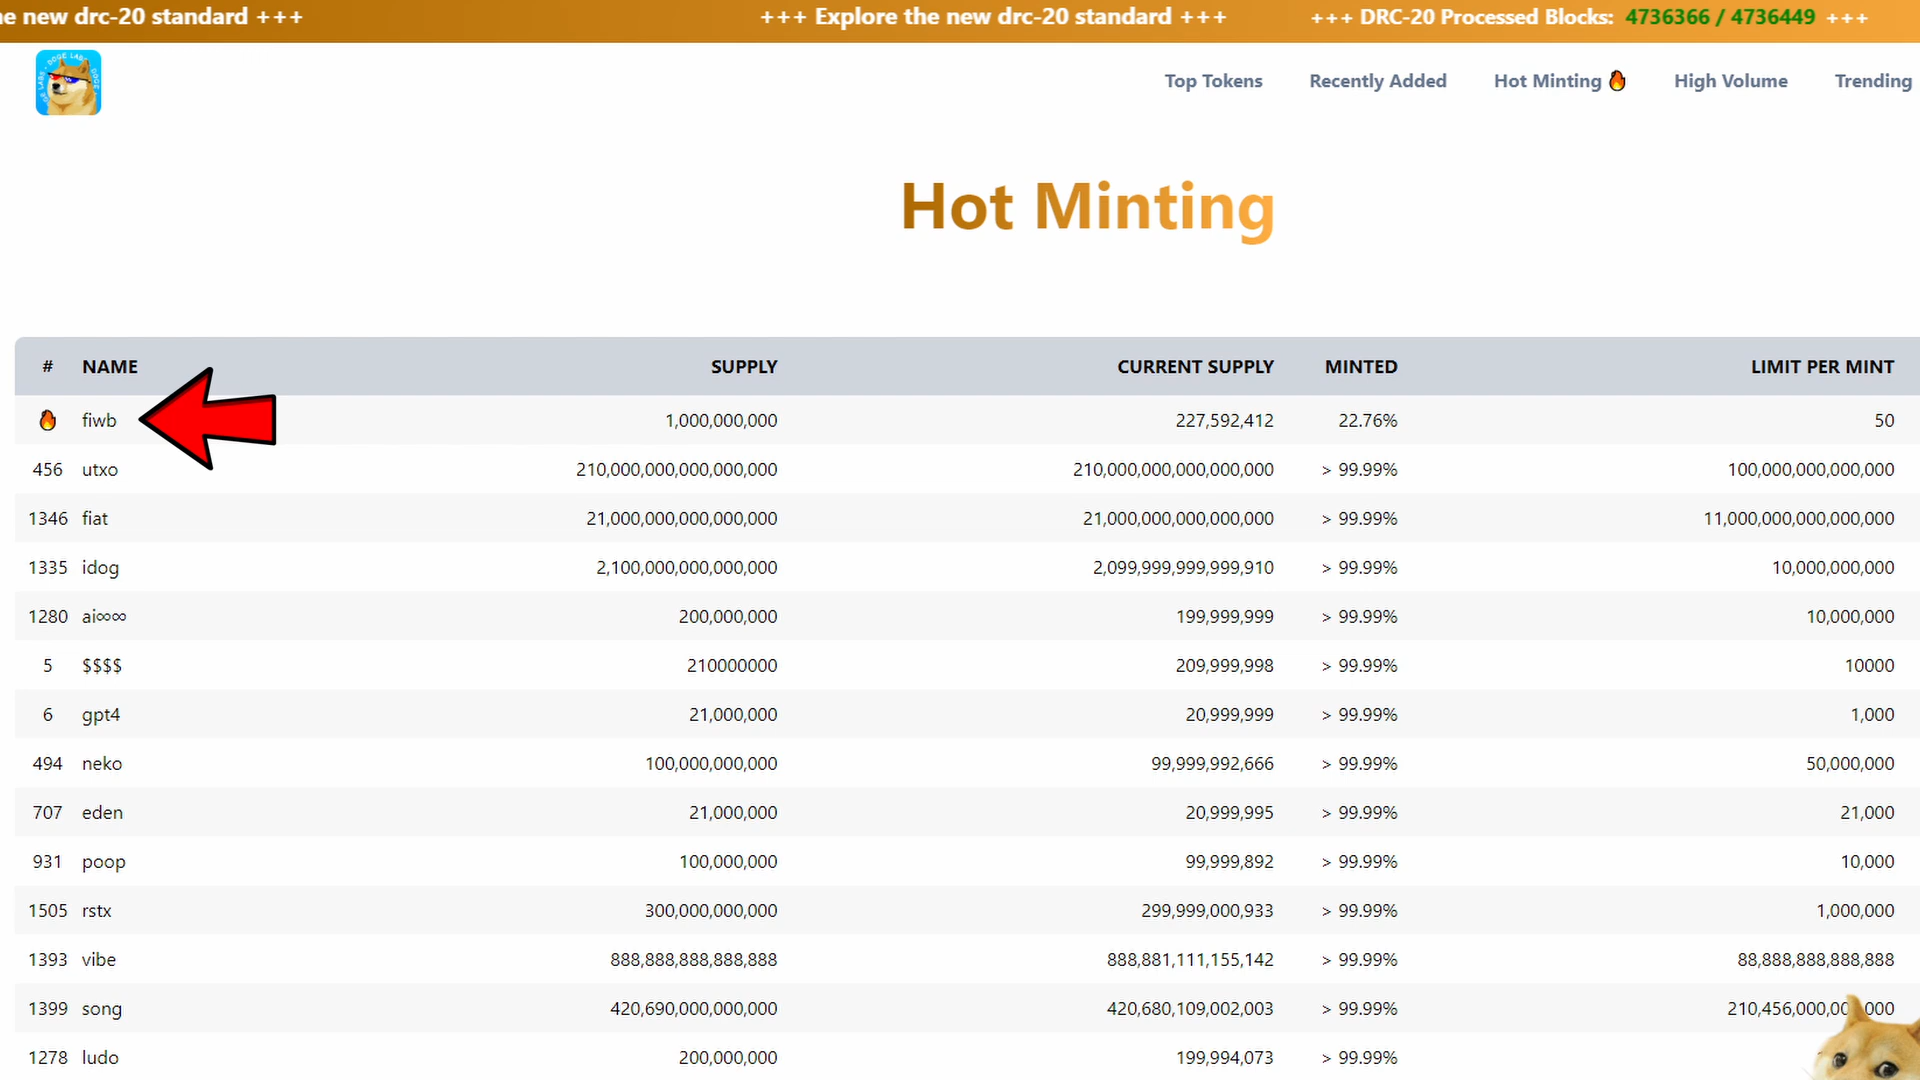 he new drc-20 standard +++ +++ Explore the new drc-20 standard +++ +++ DRC-20 Processed Blocks: 4736366 / 4736449 +++
DOGE LABS
Top Tokens Recently Added Hot Minting High Volume Trending
Hot Minting
# NAME SUPPLY CURRENT SUPPLY MINTED LIMIT PER MINT
fiwb 1,000,000,000 227,592,412 22.76% 50
456 utxo 210,000,000,000,000,000 210,000,000,000,000,000 > 99.99% 100,000,000,000,000
1346 fiat 21,000,000,000,000,000 21,000,000,000,000,000 > 99.99% 11,000,000,000,000,000
1335 idog 2,100,000,000,000,000 2,099,999,999,999,910 > 99.99% 10,000,000,000
1280 ai∞∞ 200,000,000 199,999,999 > 99.99% 10,000,000
5 $$$$ 210000000 209,999,998 > 99.99% 10000
6 gpt4 21,000,000 20,999,999 > 99.99% 1,000
494 neko 100,000,000,000 99,999,992,666 > 99.99% 50,000,000
707 eden 21,000,000 20,999,995 > 99.99% 21,000
931 poop 100,000,000 99,999,892 > 99.99% 10,000
1505 rstx 300,000,000,000 299,999,000,933 > 99.99% 1,000,000
1393 vibe 888,888,888,888,888 888,881,111,155,142 > 99.99% 88,888,888,888,888
1399 song 420,690,000,000,000 420,680,109,002,003 > 99.99% 210,456,000,00 000
1278 ludo 200,000,000 199,994,073 > 99.99%